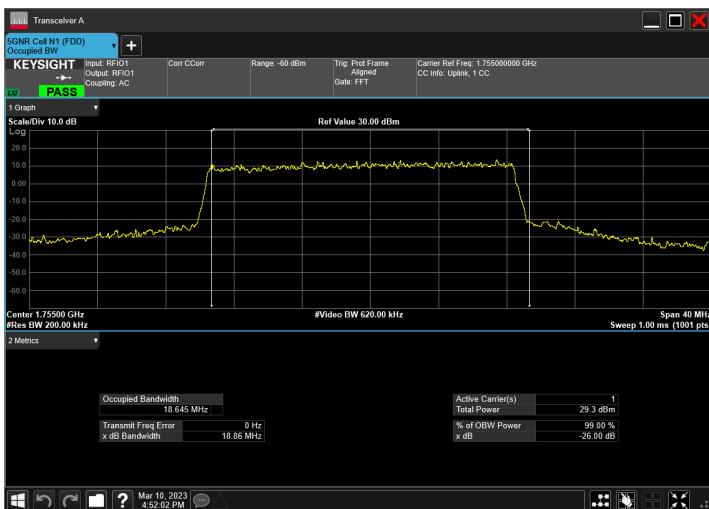 Transceiver A
5GNR Cell N1 (FDD)
Occupied BW
KEYSIGHT
LXI
PASS
Input: RFIO1
Output: RFIO1
Coupling: AC
Corr CCorr
Range: -60 dBm
Trig: Prot Frame
Aligned
Gate: FFT
Carrier Ref Freq: 1.755000000 GHz
CC Info: Uplink, 1 CC
1 Graph
Scale/Div 10.0 dB
Ref Value 30.00 dBm
Log
20.0
10.0
0.00
-10.0
-20.0
-30.0
-40.0
-50.0
-60.0
Center 1.75500 GHz
#Video BW 620.00 kHz
Span 40 MHz
#Res BW 200.00 kHz
Sweep 1.00 ms (1001 pts
2 Metrics
Occupied Bandwidth
18.645 MHz
Transmit Freq Error 0 Hz
x dB Bandwidth 18.86 MHz
Active Carrier(s) 1
Total Power 29.3 dBm
% of OBW Power 99.00 %
x dB -26.00 dB
?
Mar 10, 2023
4:52:02 PM